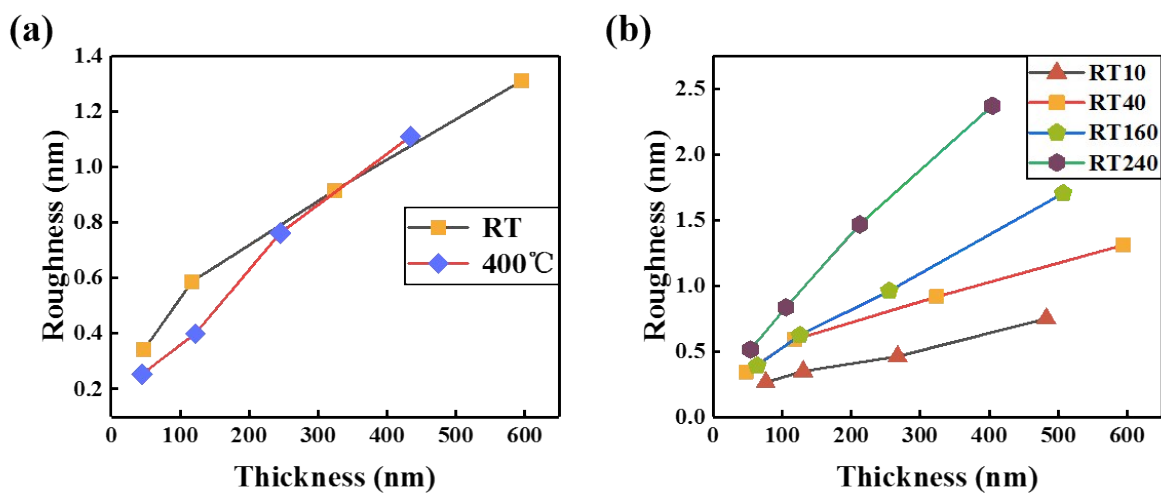 (a)
Roughness (nm)
1.4
1.2
1.0
0.8
0.6
0.4
0.2
0 100 200 300 400 500 600
Thickness (nm)
RT
400℃
(b)
Roughness (nm)
2.5
2.0
1.5
1.0
0.5
0.0
0 100 200 300 400 500 600
Thickness (nm)
RT10
RT40
RT160
RT240